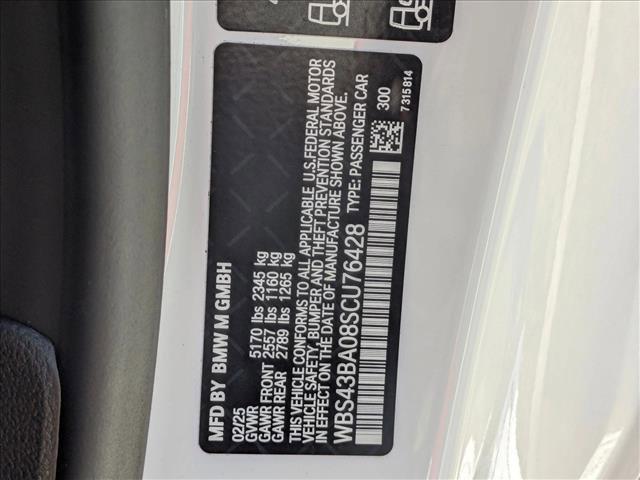 MFD BY BMW M GMBH
02/25
GVWR 5170 lbs 2345 kg
GAWR FRONT 2557 lbs 1160 kg
GAWR REAR 2789 lbs 1265 kg
THIS VEHICLE CONFORMS TO ALL APPLICABLE U.S.FEDERAL MOTOR
VEHICLE SAFETY, BUMPER AND THEFT PREVENTION STANDARDS
IN EFFECT ON THE DATE OF MANUFACTURE SHOWN ABOVE.
WBS43BA08SCU76428 TYPE: PASSENGER CAR
300
7315814